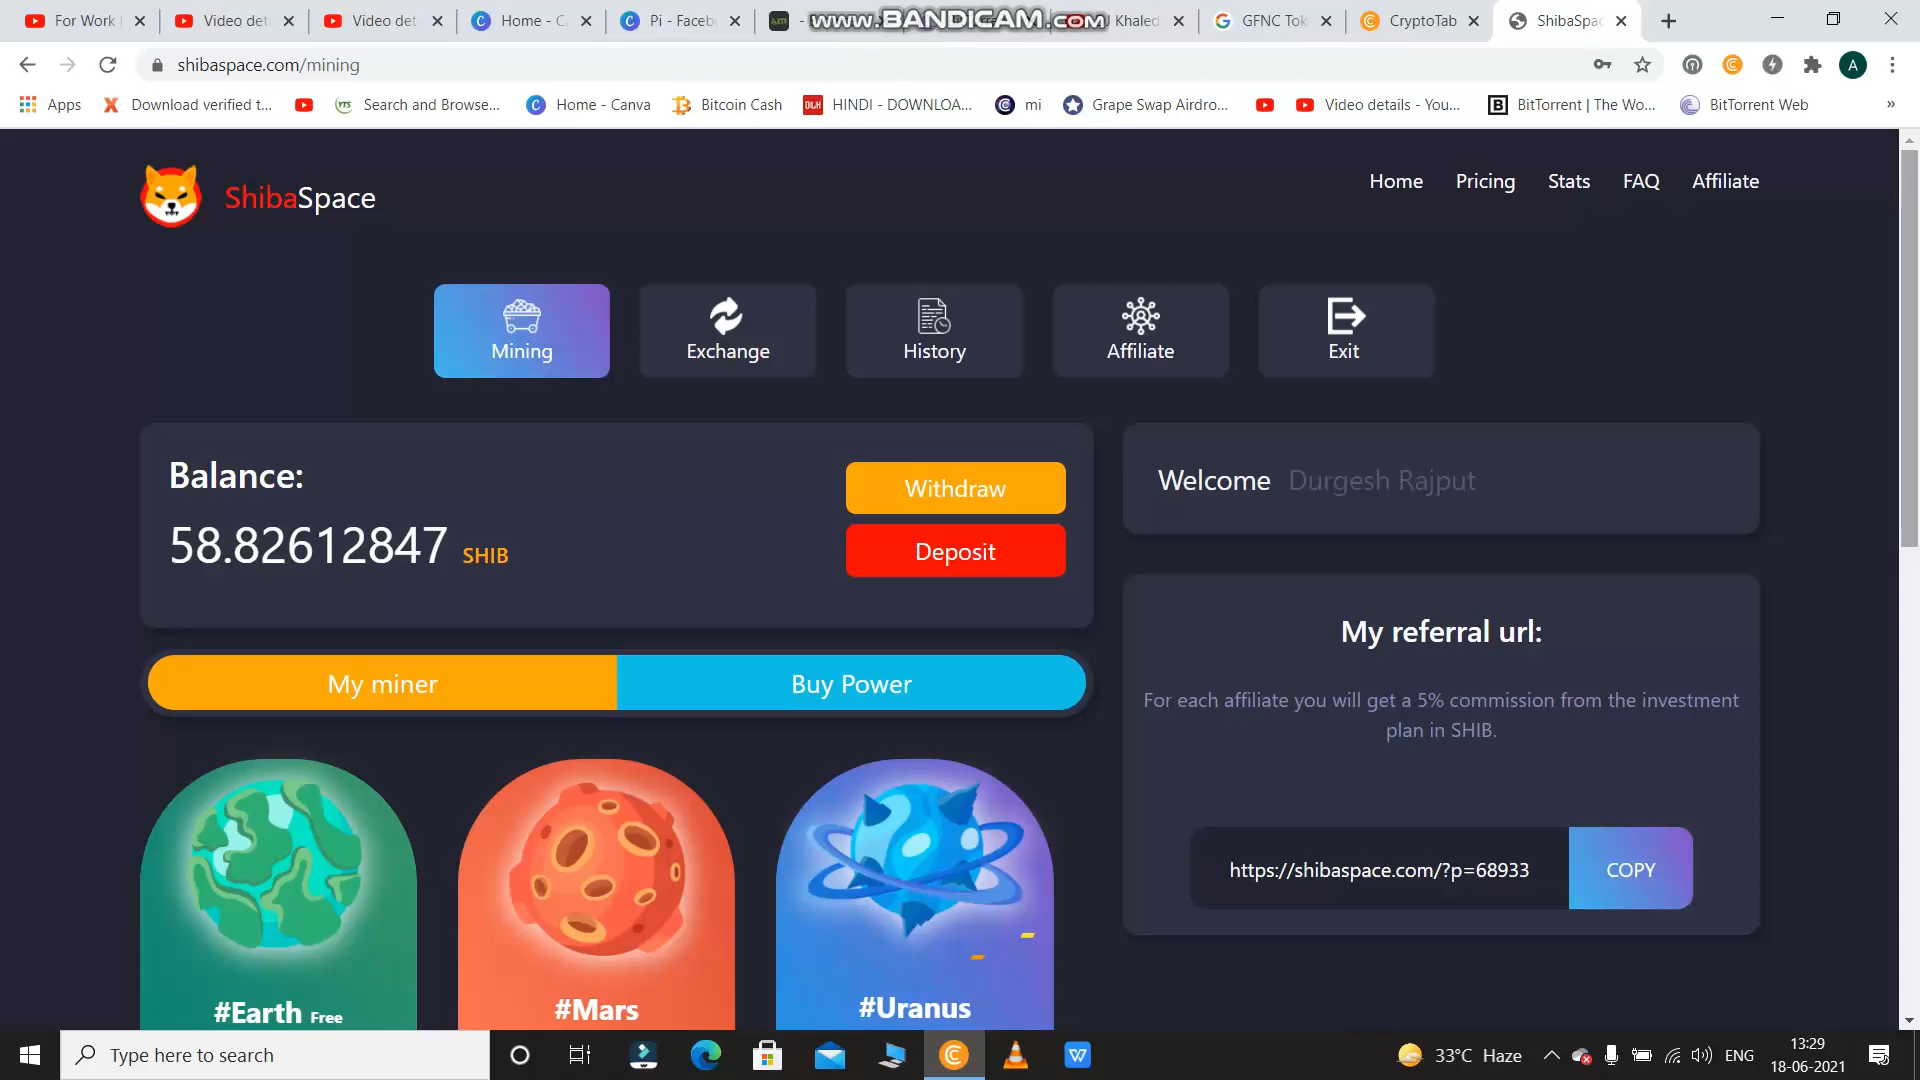 For Work
Video det
Video det
Home - C
Pi - Faceb
www.BANDICAM.com
Khaled
GFNC Tok
CryptoTab
ShibaSpac
shibaspace.com/mining
A
Apps
Download verified t...
YTS
Search and Browse...
Home - Canva
Bitcoin Cash
HINDI - DOWNLOA...
mi
Grape Swap Airdro...
Video details - You...
BitTorrent | The Wo...
BitTorrent Web
»
ShibaSpace
Home
Pricing
Stats
FAQ
Affiliate
Mining
Exchange
History
Affiliate
Exit
Balance:
58.82612847 SHIB
Withdraw
Deposit
Welcome Durgesh Rajput
My miner
Buy Power
My referral url:
For each affiliate you will get a 5% commission from the investment
plan in SHIB.
https://shibaspace.com/?p=68933
COPY
#Earth Free
#Mars
#Uranus
Type here to search
33°C Haze
ENG
13:29
18-06-2021